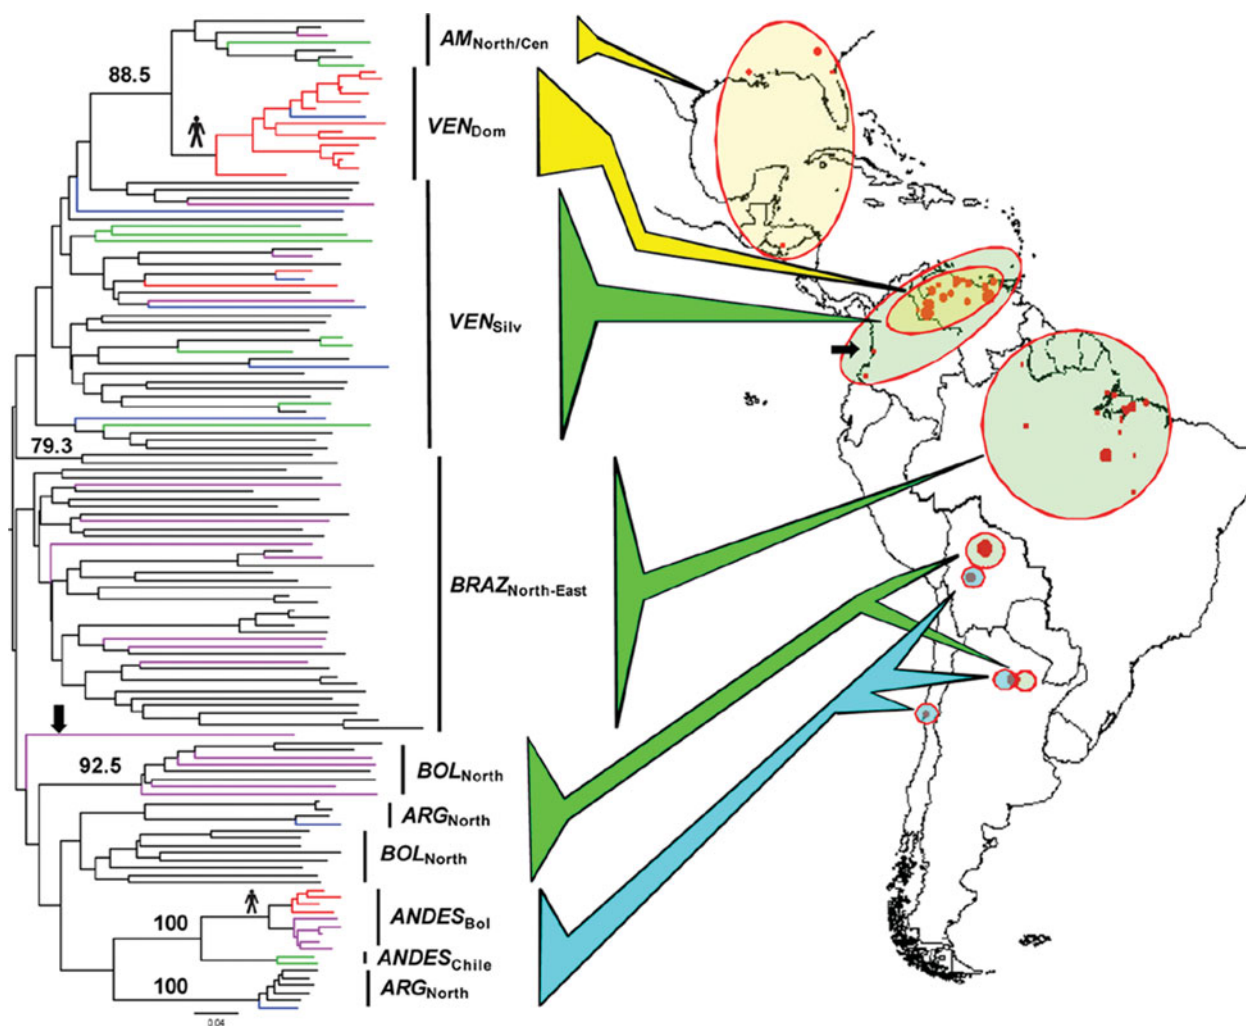 AMNorth/Cen
88.5
VENDom
VENSilv
79.3
BRAZNorth-East
92.5
BOLNorth
ARGNorth
BOLNorth
ANDESBol
100
ANDESChile
100
ARGNorth
0.04